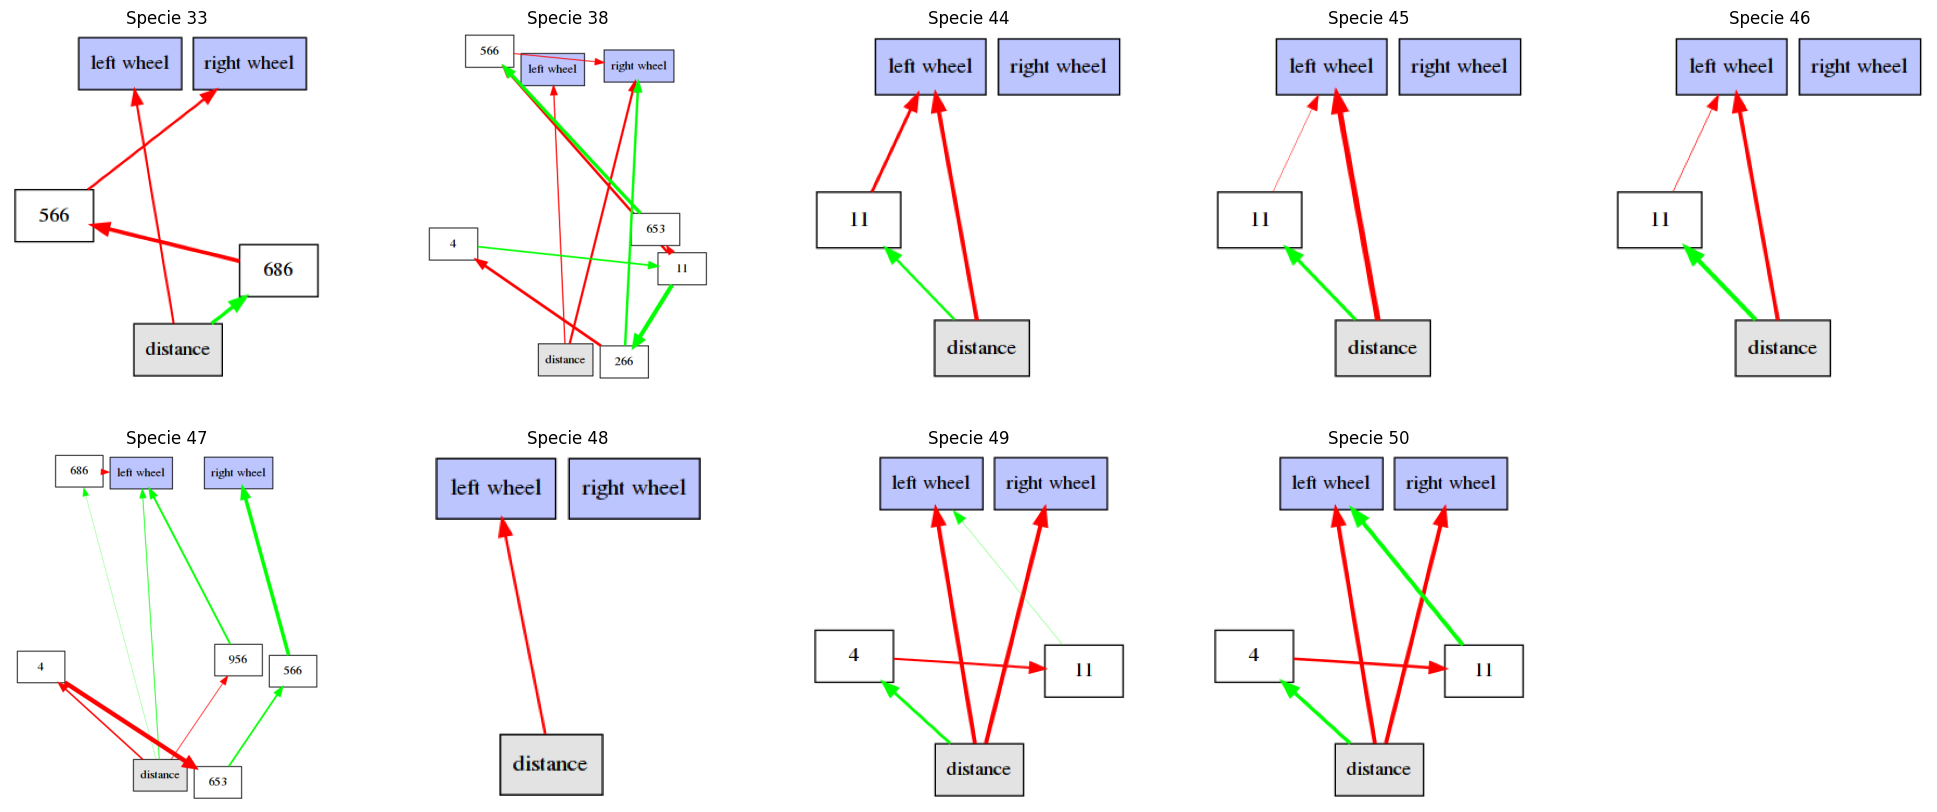 Specie 33
left wheel
right wheel
566
686
distance
Specie 38
566
left wheel
right wheel
653
4
11
distance
266
Specie 44
left wheel
right wheel
11
distance
Specie 45
left wheel
right wheel
11
distance
Specie 46
left wheel
right wheel
11
distance
Specie 47
686
left wheel
right wheel
956
4
566
distance
653
Specie 48
left wheel
right wheel
distance
Specie 49
left wheel
right wheel
4
11
distance
Specie 50
left wheel
right wheel
4
11
distance